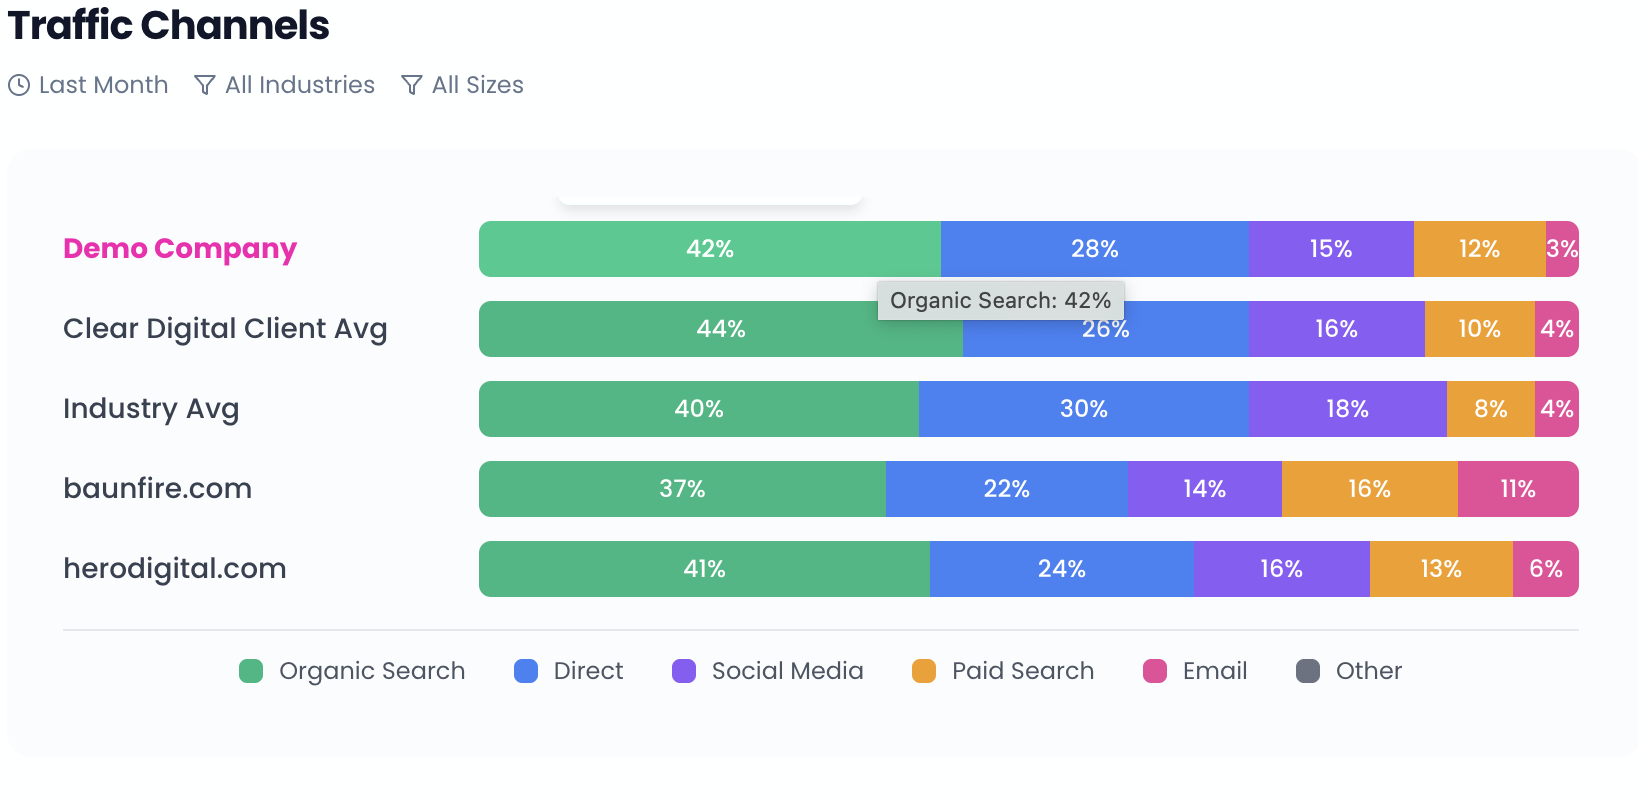 Traffic Channels
Last Month All Industries All Sizes
Demo Company 42% 28% 15% 12% 3%
Organic Search: 42%
Clear Digital Client Avg 44% 26% 16% 10% 4%
Industry Avg 40% 30% 18% 8% 4%
baunfire.com 37% 22% 14% 16% 11%
herodigital.com 41% 24% 16% 13% 6%
Organic Search Direct Social Media Paid Search Email Other